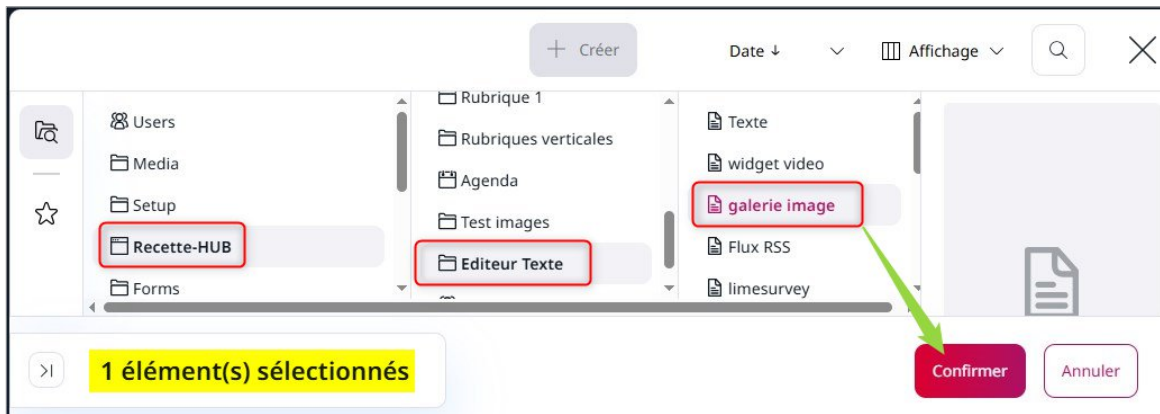 + Créer
Date ↓
Affichage
Users
Media
Setup
Recette-HUB
Forms
Rubrique 1
Rubriques verticales
Agenda
Test images
Editeur Texte
Texte
widget video
galerie image
Flux RSS
limesurvey
1 élément(s) sélectionnés
Confirmer
Annuler